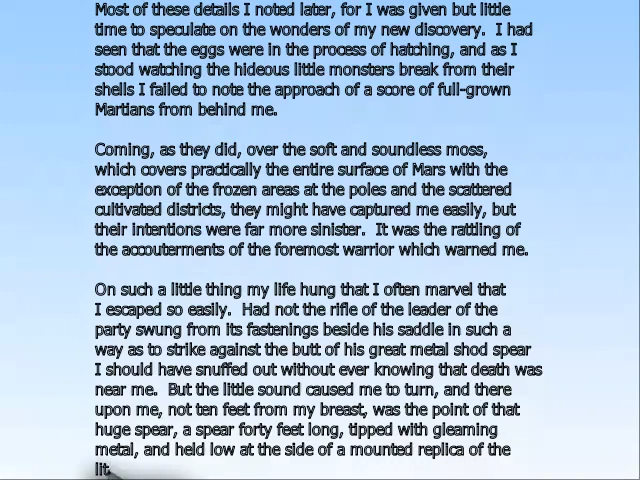 Most of these details I noted later, for I was given but little
time to speculate on the wonders of my new discovery.  I had
seen that the eggs were in the process of hatching, and as I
stood watching the hideous little monsters break from their
shells I failed to note the approach of a score of full-grown
Martians from behind me.

Coming, as they did, over the soft and soundless moss,
which covers practically the entire surface of Mars with the
exception of the frozen areas at the poles and the scattered
cultivated districts, they might have captured me easily, but
their intentions were far more sinister.  It was the rattling of
the accouterments of the foremost warrior which warned me.

On such a little thing my life hung that I often marvel that
I escaped so easily.  Had not the rifle of the leader of the
party swung from its fastenings beside his saddle in such a
way as to strike against the butt of his great metal shod spear
I should have snuffed out without ever knowing that death was
near me.  But the little sound caused me to turn, and there
upon me, not ten feet from my breast, was the point of that
huge spear, a spear forty feet long, tipped with gleaming
metal, and held low at the side of a mounted replica of the
lit